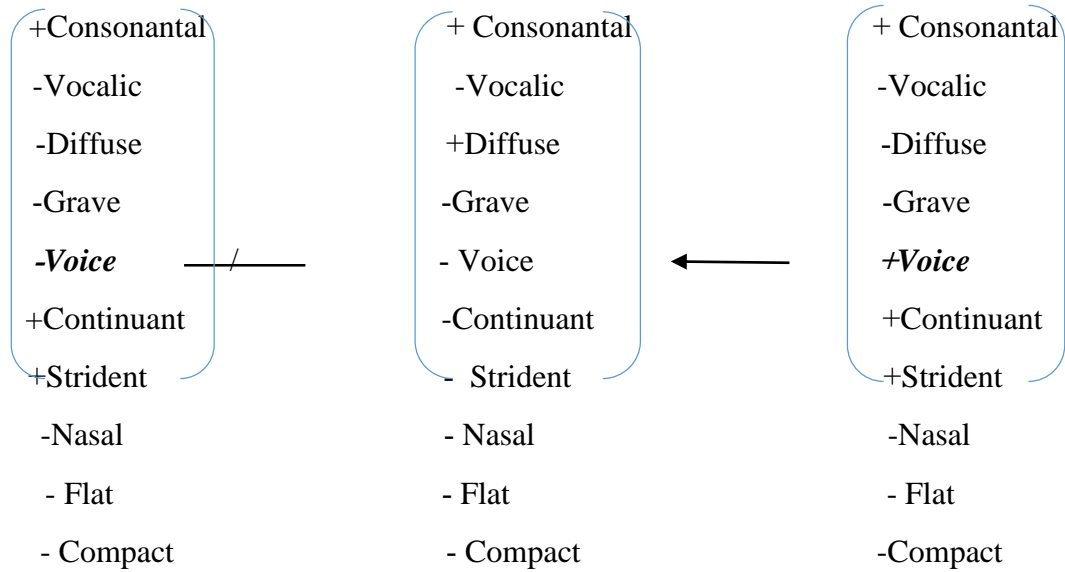 +Consonantal + Consonantal + Consonantal
-Vocalic -Vocalic -Vocalic
-Diffuse +Diffuse -Diffuse
-Grave -Grave -Grave
-Voice / - Voice +Voice
+Continuant -Continuant +Continuant
+Strident - Strident +Strident
-Nasal - Nasal -Nasal
- Flat - Flat - Flat
- Compact - Compact -Compact